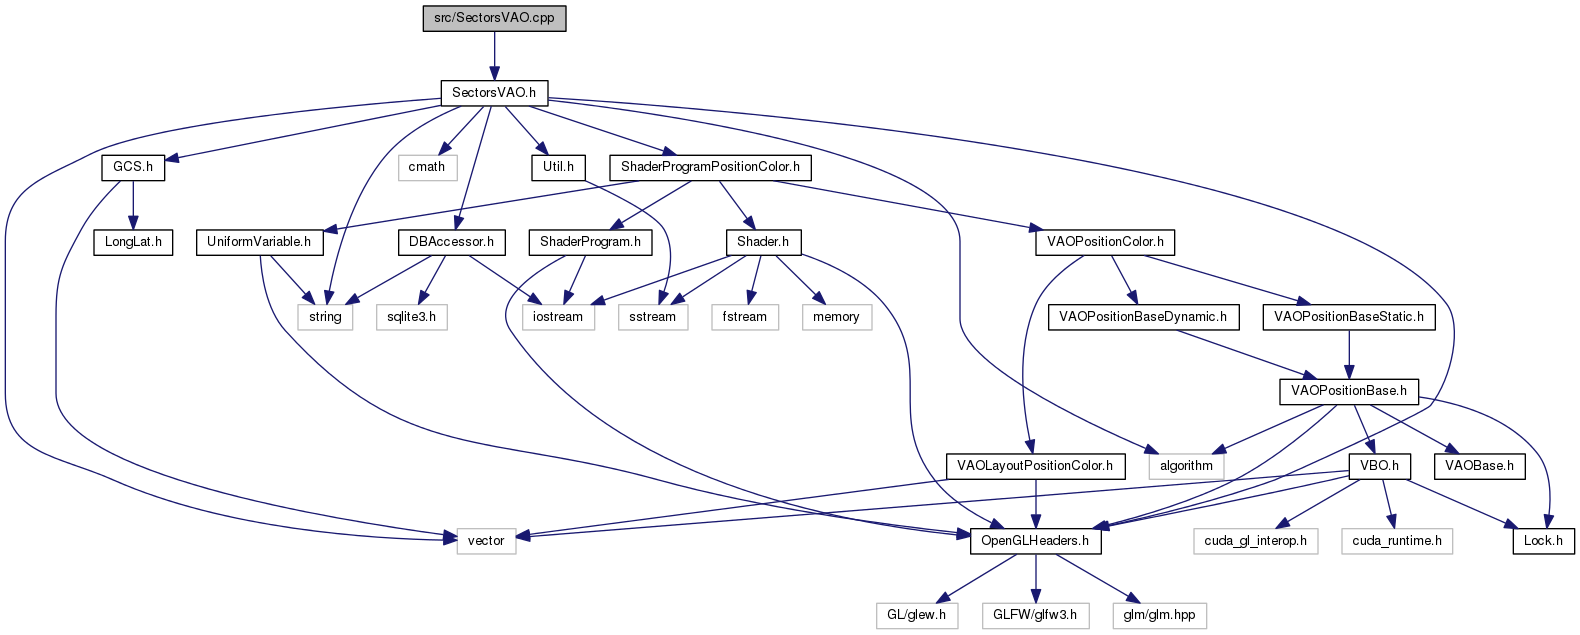 src/SectorsVAO.cpp
SectorsVAO.h
GCS.h
cmath
Util.h
ShaderProgramPositionColor.h
LongLat.h
UniformVariable.h
DBAccessor.h
ShaderProgram.h
Shader.h
VAOPositionColor.h
string
sqlite3.h
iostream
sstream
fstream
memory
VAOPositionBaseDynamic.h
VAOPositionBaseStatic.h
VAOPositionBase.h
VAOLayoutPositionColor.h
algorithm
VBO.h
VAOBase.h
vector
OpenGLHeaders.h
cuda_gl_interop.h
cuda_runtime.h
Lock.h
GL/glew.h
GLFW/glfw3.h
glm/glm.hpp